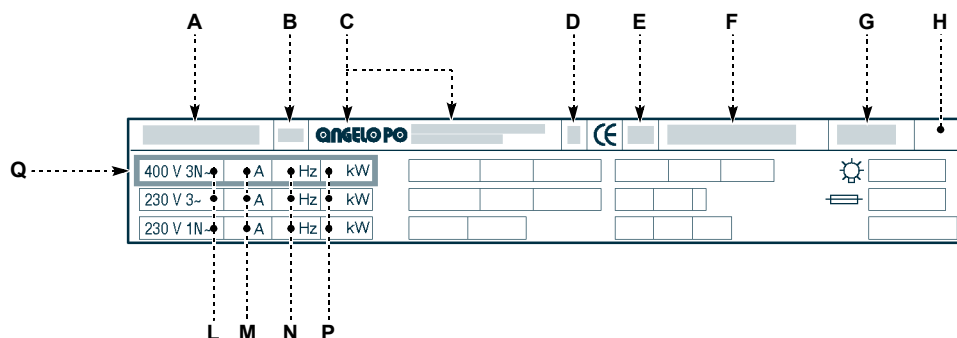 A B C D E F G H
ANGELO PO CE
Q
400 V 3N~ A Hz kW
230 V 3~ A Hz kW
230 V 1N~ A Hz kW
L M N P